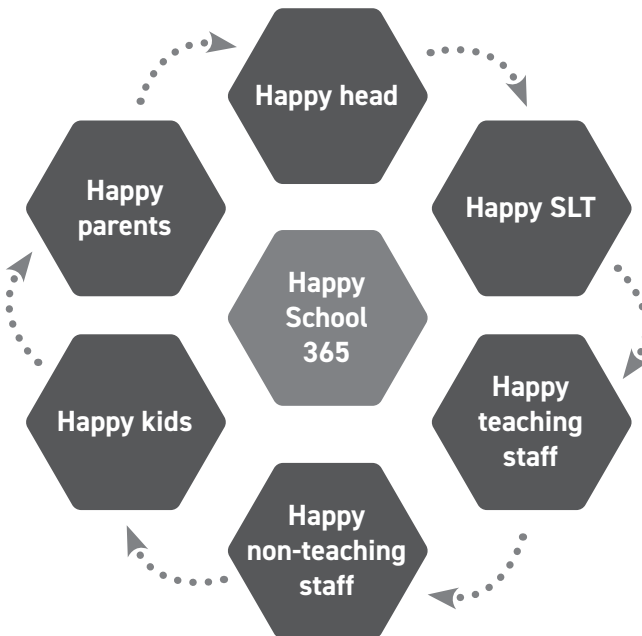 Happy head
Happy SLT
Happy
teaching
staff
Happy
non-teaching
staff
Happy kids
Happy
parents
Happy
School
365